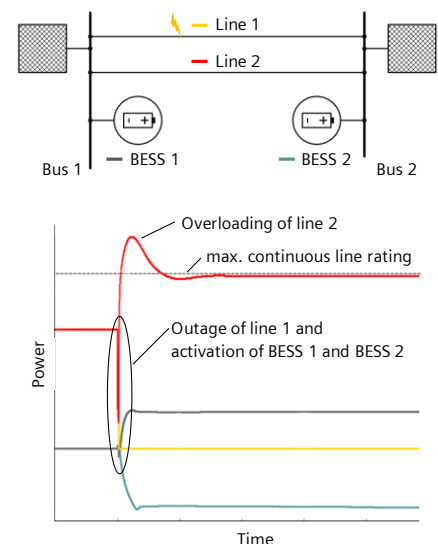 Line 1
Line 2
BESS 1
BESS 2
Bus 1
Bus 2
Overloading of line 2
max. continuous line rating
Outage of line 1 and
activation of BESS 1 and BESS 2
Power
Time